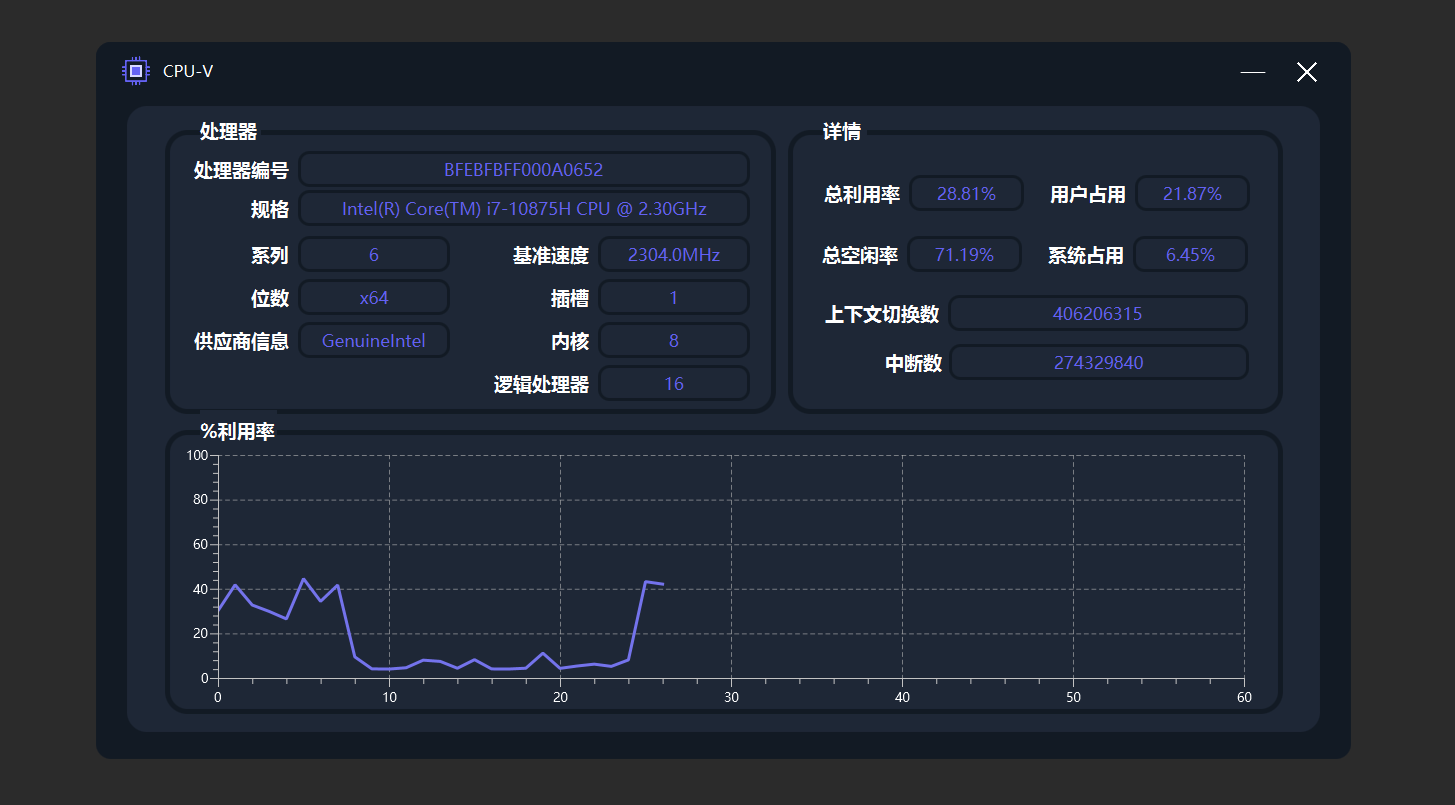 CPU-V
处理器
处理器编号 BFEBFBFF000A0652
规格 Intel(R) Core(TM) i7-10875H CPU @ 2.30GHz
系列 6 基准速度 2304.0MHz
位数 x64 插槽 1
供应商信息 GenuineIntel 内核 8
逻辑处理器 16
详情
总利用率 28.81% 用户占用 21.87%
总空闲率 71.19% 系统占用 6.45%
上下文切换数 406206315
中断数 274329840
%利用率
100
80
60
40
20
0
0 10 20 30 40 50 60